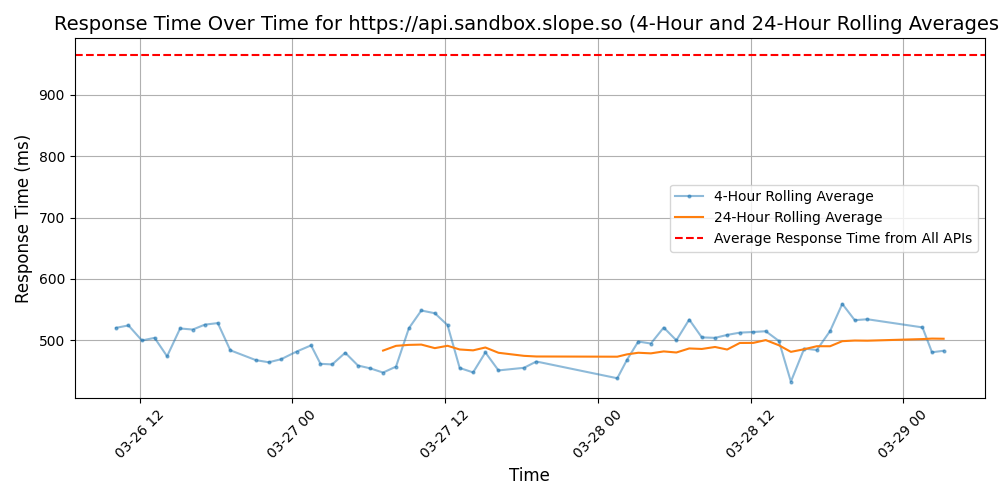 Response Time Over Time for https://api.sandbox.slope.so (4-Hour and 24-Hour Rolling Averages
Response Time (ms)
900
800
700
600
500
4-Hour Rolling Average
24-Hour Rolling Average
Average Response Time from All APIs
03-26 12
03-27 00
03-27 12
03-28 00
03-28 12
03-29 00
Time